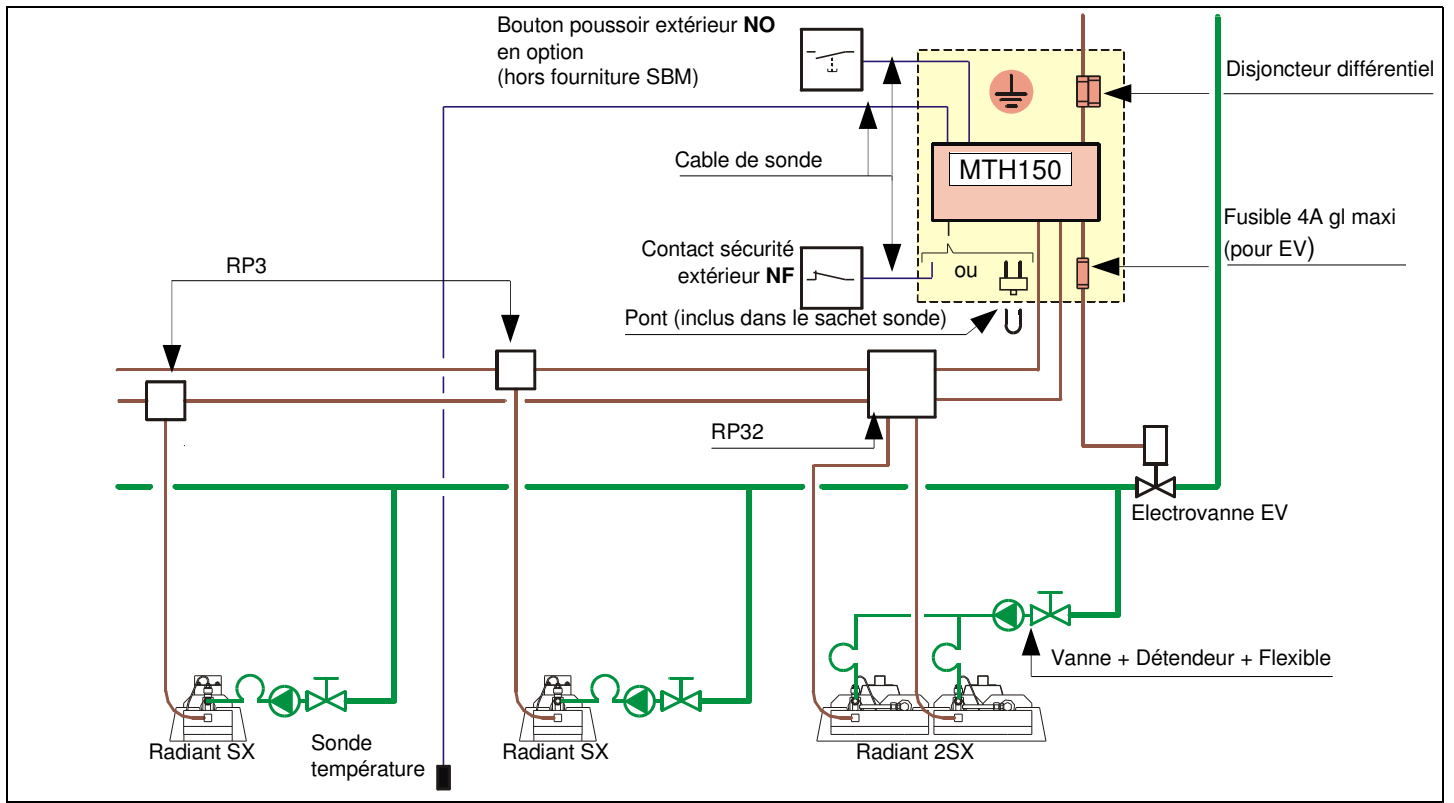 Bouton poussoir extérieur NO
en option
(hors fourniture SBM)
Disjoncteur différentiel
Cable de sonde
MTH150
Fusible 4A gl maxi
(pour EV)
Contact sécurité
extérieur NF
ou
RP3
Pont (inclus dans le sachet sonde)
RP32
Electrovanne EV
Vanne + Détendeur + Flexible
Radiant SX
Sonde
température
Radiant SX
Radiant 2SX